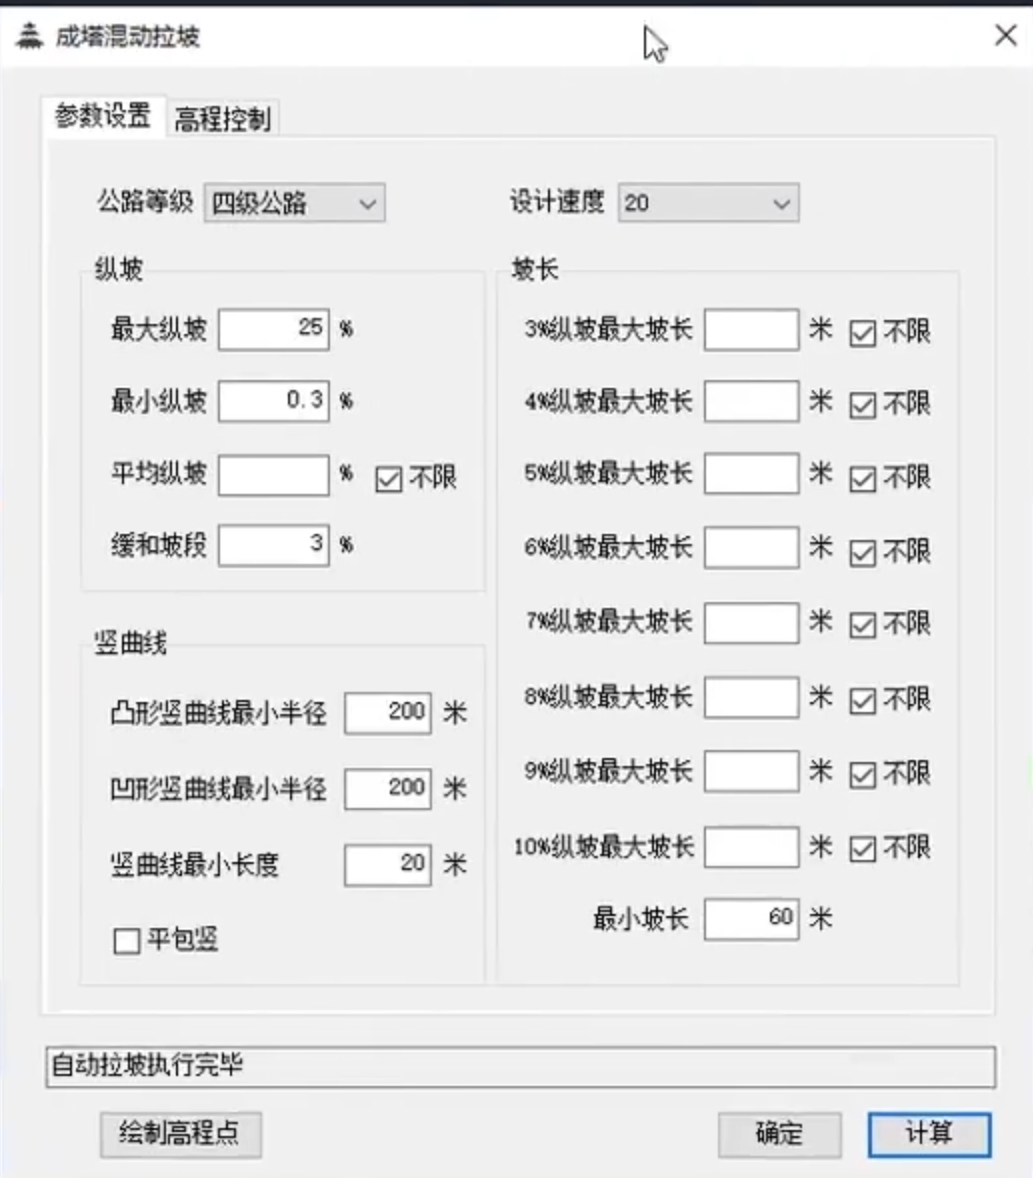 成塔混动拉坡
参数设置 高程控制
公路等级 四级公路 设计速度 20
纵坡
最大纵坡 25 %
最小纵坡 0.3 %
平均纵坡 % 不限
缓和坡段 3 %
竖曲线
凸形竖曲线最小半径 200 米
凹形竖曲线最小半径 200 米
竖曲线最小长度 20 米
平包竖
坡长
3%纵坡最大坡长 米 不限
4%纵坡最大坡长 米 不限
5%纵坡最大坡长 米 不限
6%纵坡最大坡长 米 不限
7%纵坡最大坡长 米 不限
8%纵坡最大坡长 米 不限
9%纵坡最大坡长 米 不限
10%纵坡最大坡长 米 不限
最小坡长 60 米
自动拉坡执行完毕
绘制高程点 确定 计算